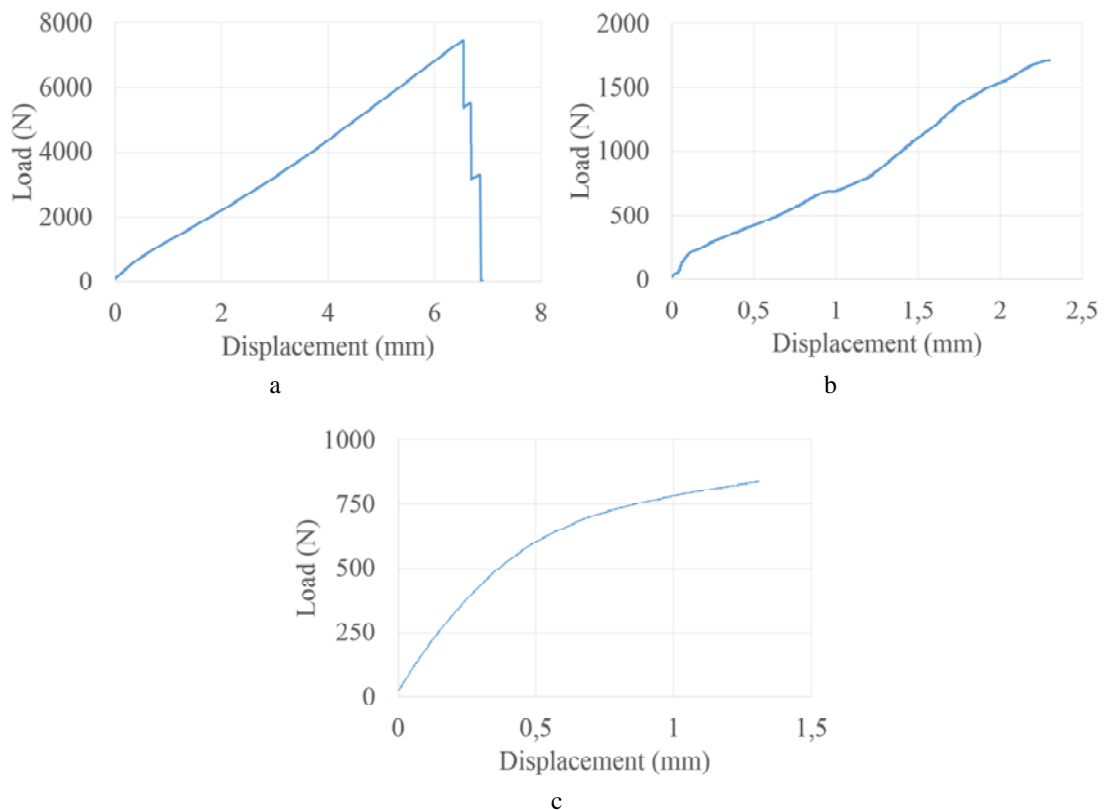 8000
6000
4000
2000
0
Load (N)
0 2 4 6 8
Displacement (mm)
a
2000
1500
1000
500
0
Load (N)
0 0,5 1 1,5 2 2,5
Displacement (mm)
b
1000
750
500
250
0
Load (N)
0 0,5 1 1,5
Displacement (mm)
c